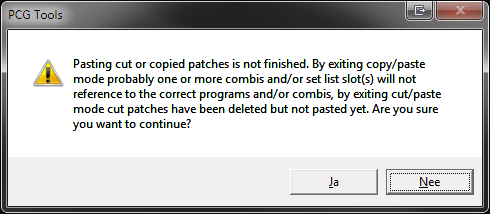 PCG Tools
Pasting cut or copied patches is not finished. By exiting copy/paste
mode probably one or more combis and/or set list slot(s) will not
reference to the correct programs and/or combis, by exiting cut/paste
mode cut patches have been deleted but not pasted yet. Are you sure
you want to continue?
Ja
Nee